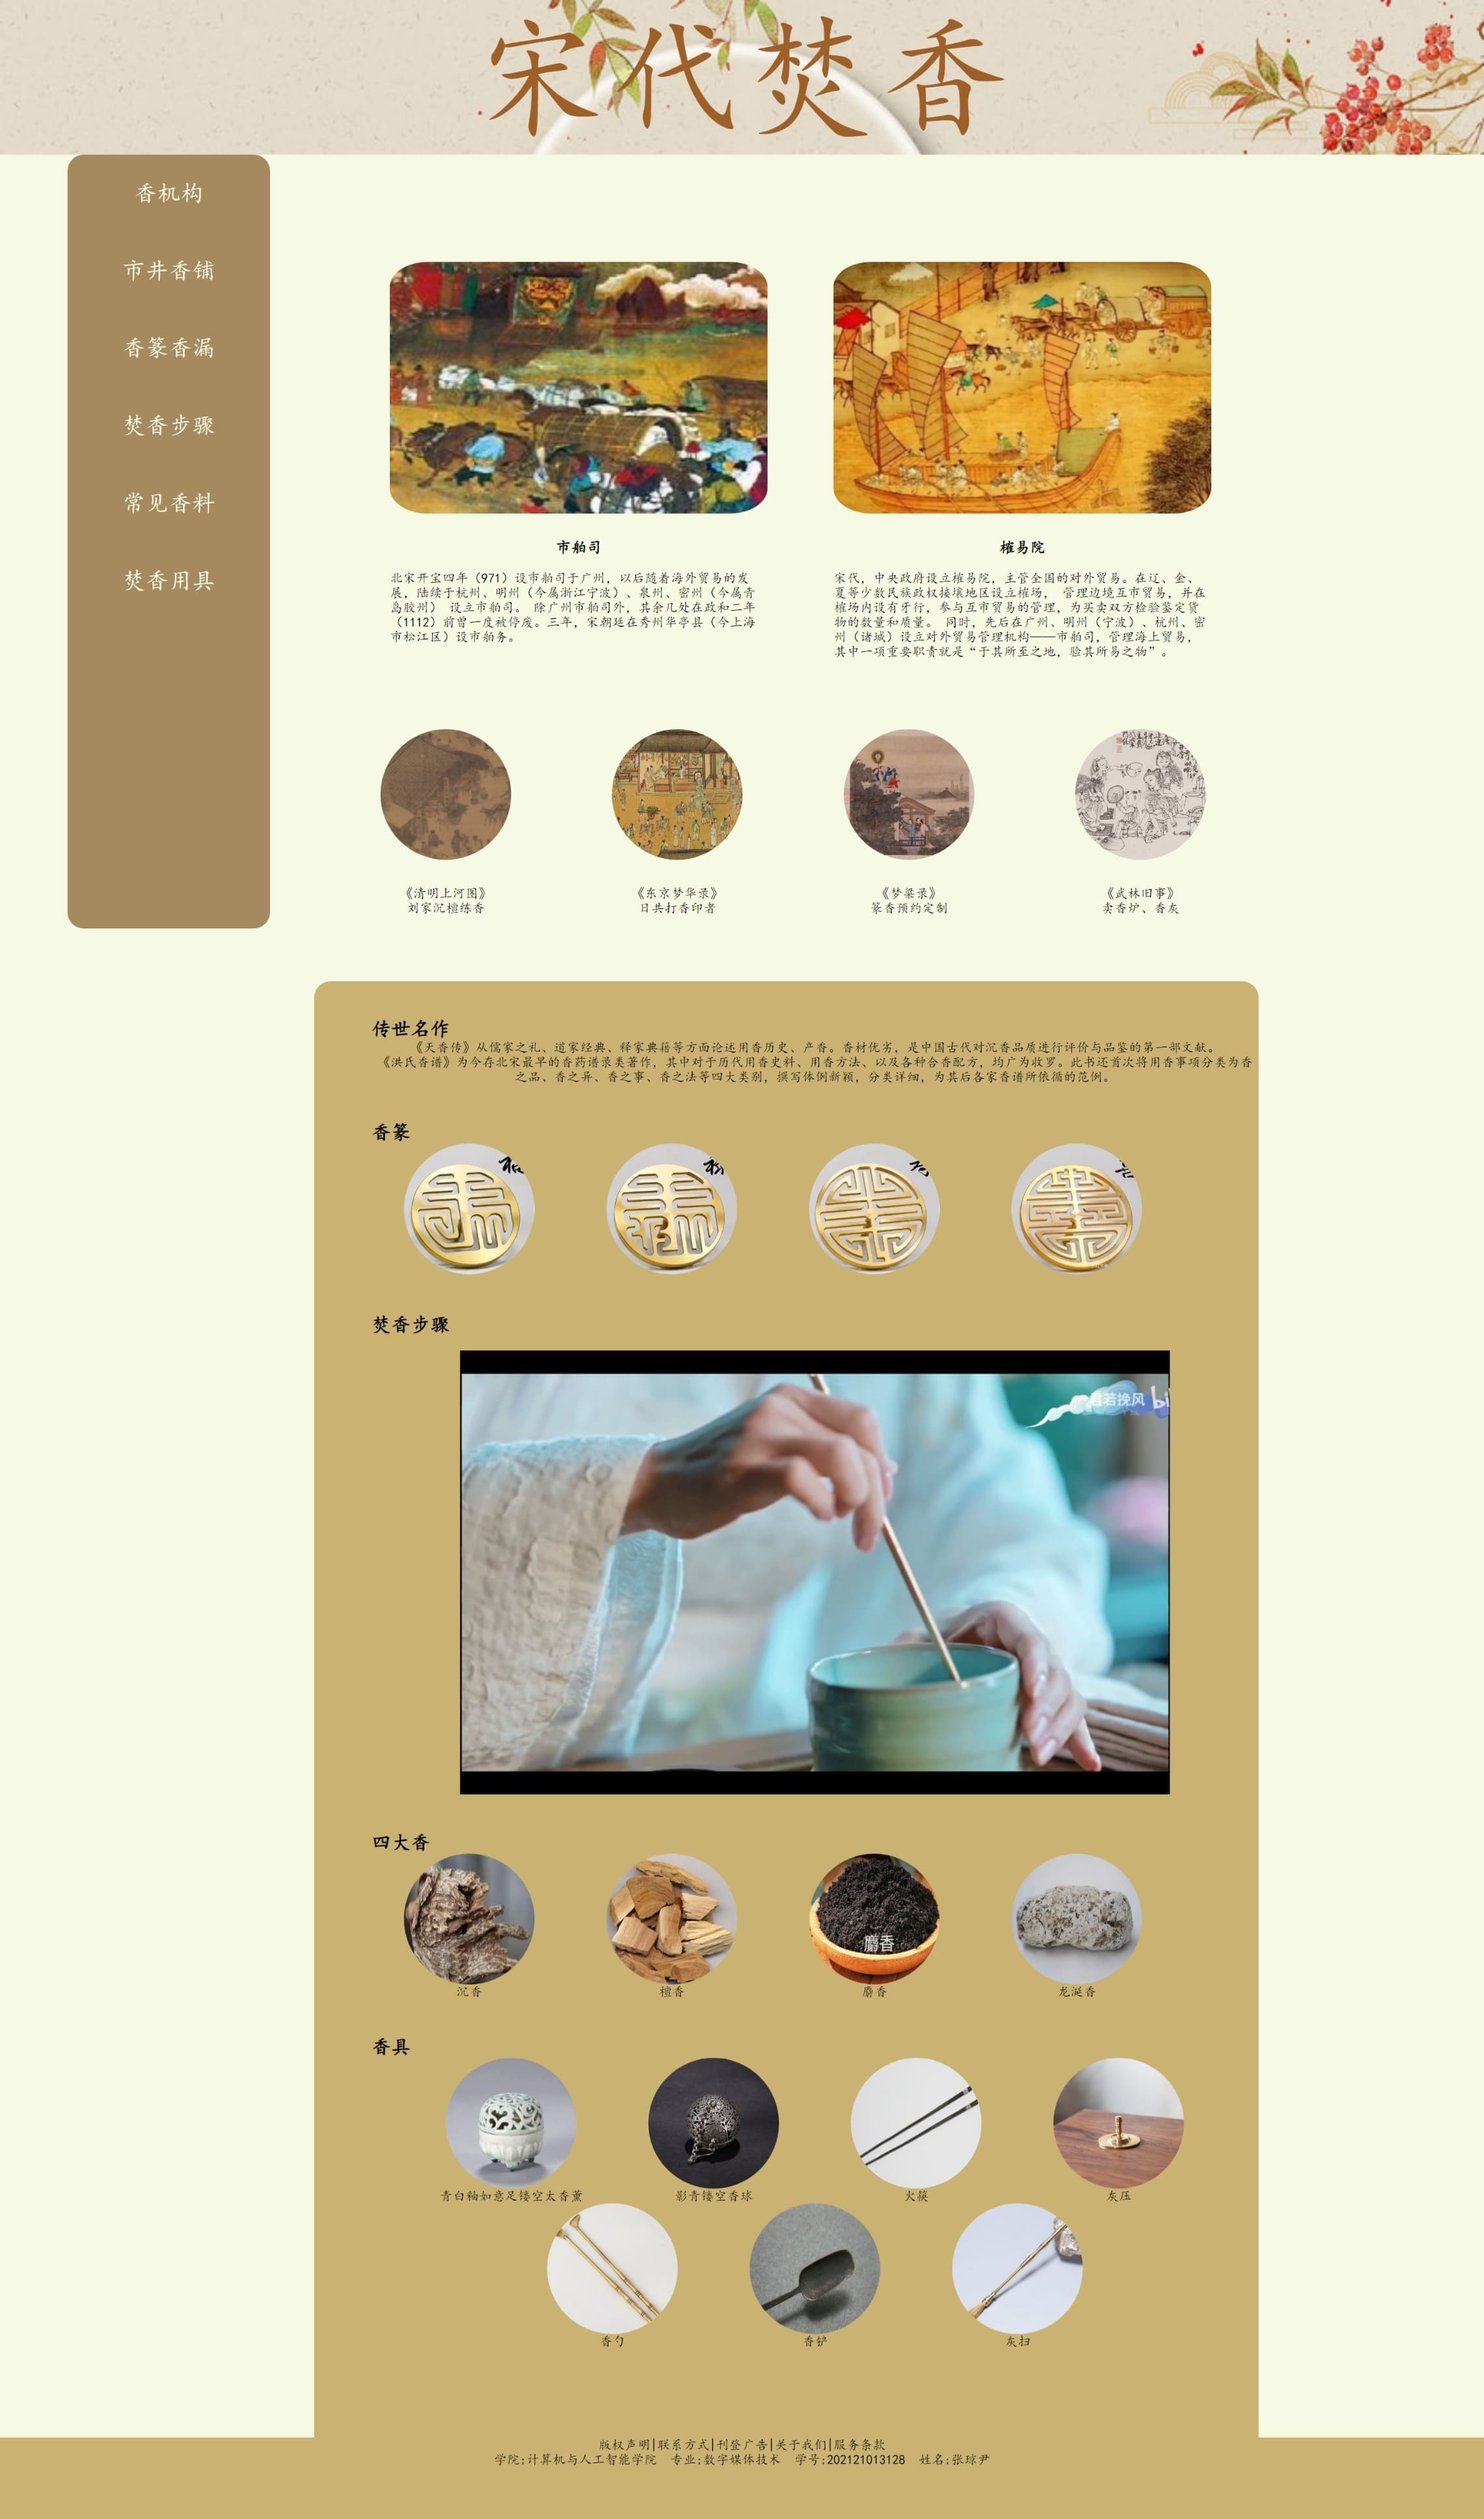 宋代焚香
香机构
市井香铺
香篆香漏
焚香步骤
常见香料
焚香用具
市舶司
北宋开宝四年（971）设市舶司于广州，以后随着海外贸易的发
展，陆续于杭州、明州（今属浙江宁波）、泉州、密州（今属青
岛胶州） 设立市舶司。 除广州市舶司外，其余几处在政和二年
（1112）前曾一度被停废。三年，宋朝廷在秀州华亭县（今上海
市松江区）设市舶务。
榷易院
宋代，中央政府设立榷易院，主管全国的对外贸易。在辽、金、
夏等少数民族政权接壤地区设立榷场， 管理边境互市贸易，并在
榷场内设有牙行，参与互市贸易的管理，为买卖双方检验鉴定货
物的数量和质量。 同时，先后在广州、明州（宁波）、杭州、密
州（诸城）设立对外贸易管理机构——市舶司，管理海上贸易，
其中一项重要职责就是“于其所至之地，验其所易之物”。
《清明上河图》
刘家沉檀练香
《东京梦华录》
日共打香印者
《梦粱录》
篆香预约定制
《武林旧事》
卖香炉、香灰
传世名作
《天香传》从儒家之礼、道家经典、释家典籍等方面论述用香历史、产香。香材优劣，是中国古代对沉香品质进行评价与品鉴的第一部文献。
《洪氏香谱》为今存北宋最早的香药谱录类著作，其中对于历代用香史料、用香方法、以及各种合香配方，均广为收罗。此书还首次将用香事项分类为香
之品、香之异、香之事、香之法等四大类别，撰写体例新颖，分类详细，为其后各家香谱所依循的范例。
香篆
焚香步骤
君若挽风 bi
四大香
麝香
沉香
檀香
麝香
龙涎香
香具
青白釉如意足镂空太香薰
影青镂空香球
火筷
灰压
香勺
香铲
灰扫
版权声明|联系方式|刊登广告|关于我们|服务条款
学院:计算机与人工智能学院 专业:数字媒体技术 学号:202121013128 姓名:张琼尹